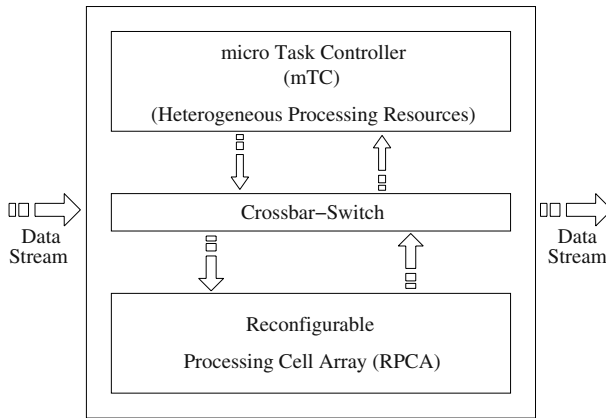 micro Task Controller
(mTC)
(Heterogeneous Processing Resources)
Crossbar−Switch
Data
Stream
Data
Stream
Reconfigurable
Processing Cell Array (RPCA)